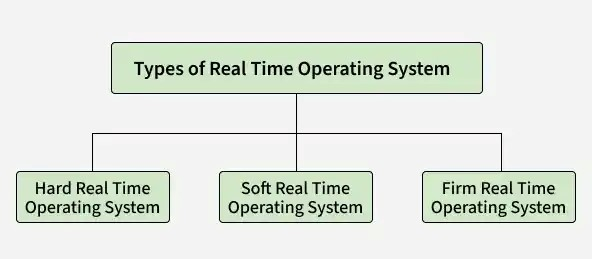 Types of Real Time Operating System
Hard Real Time
Operating System
Soft Real Time
Operating System
Firm Real Time
Operating System